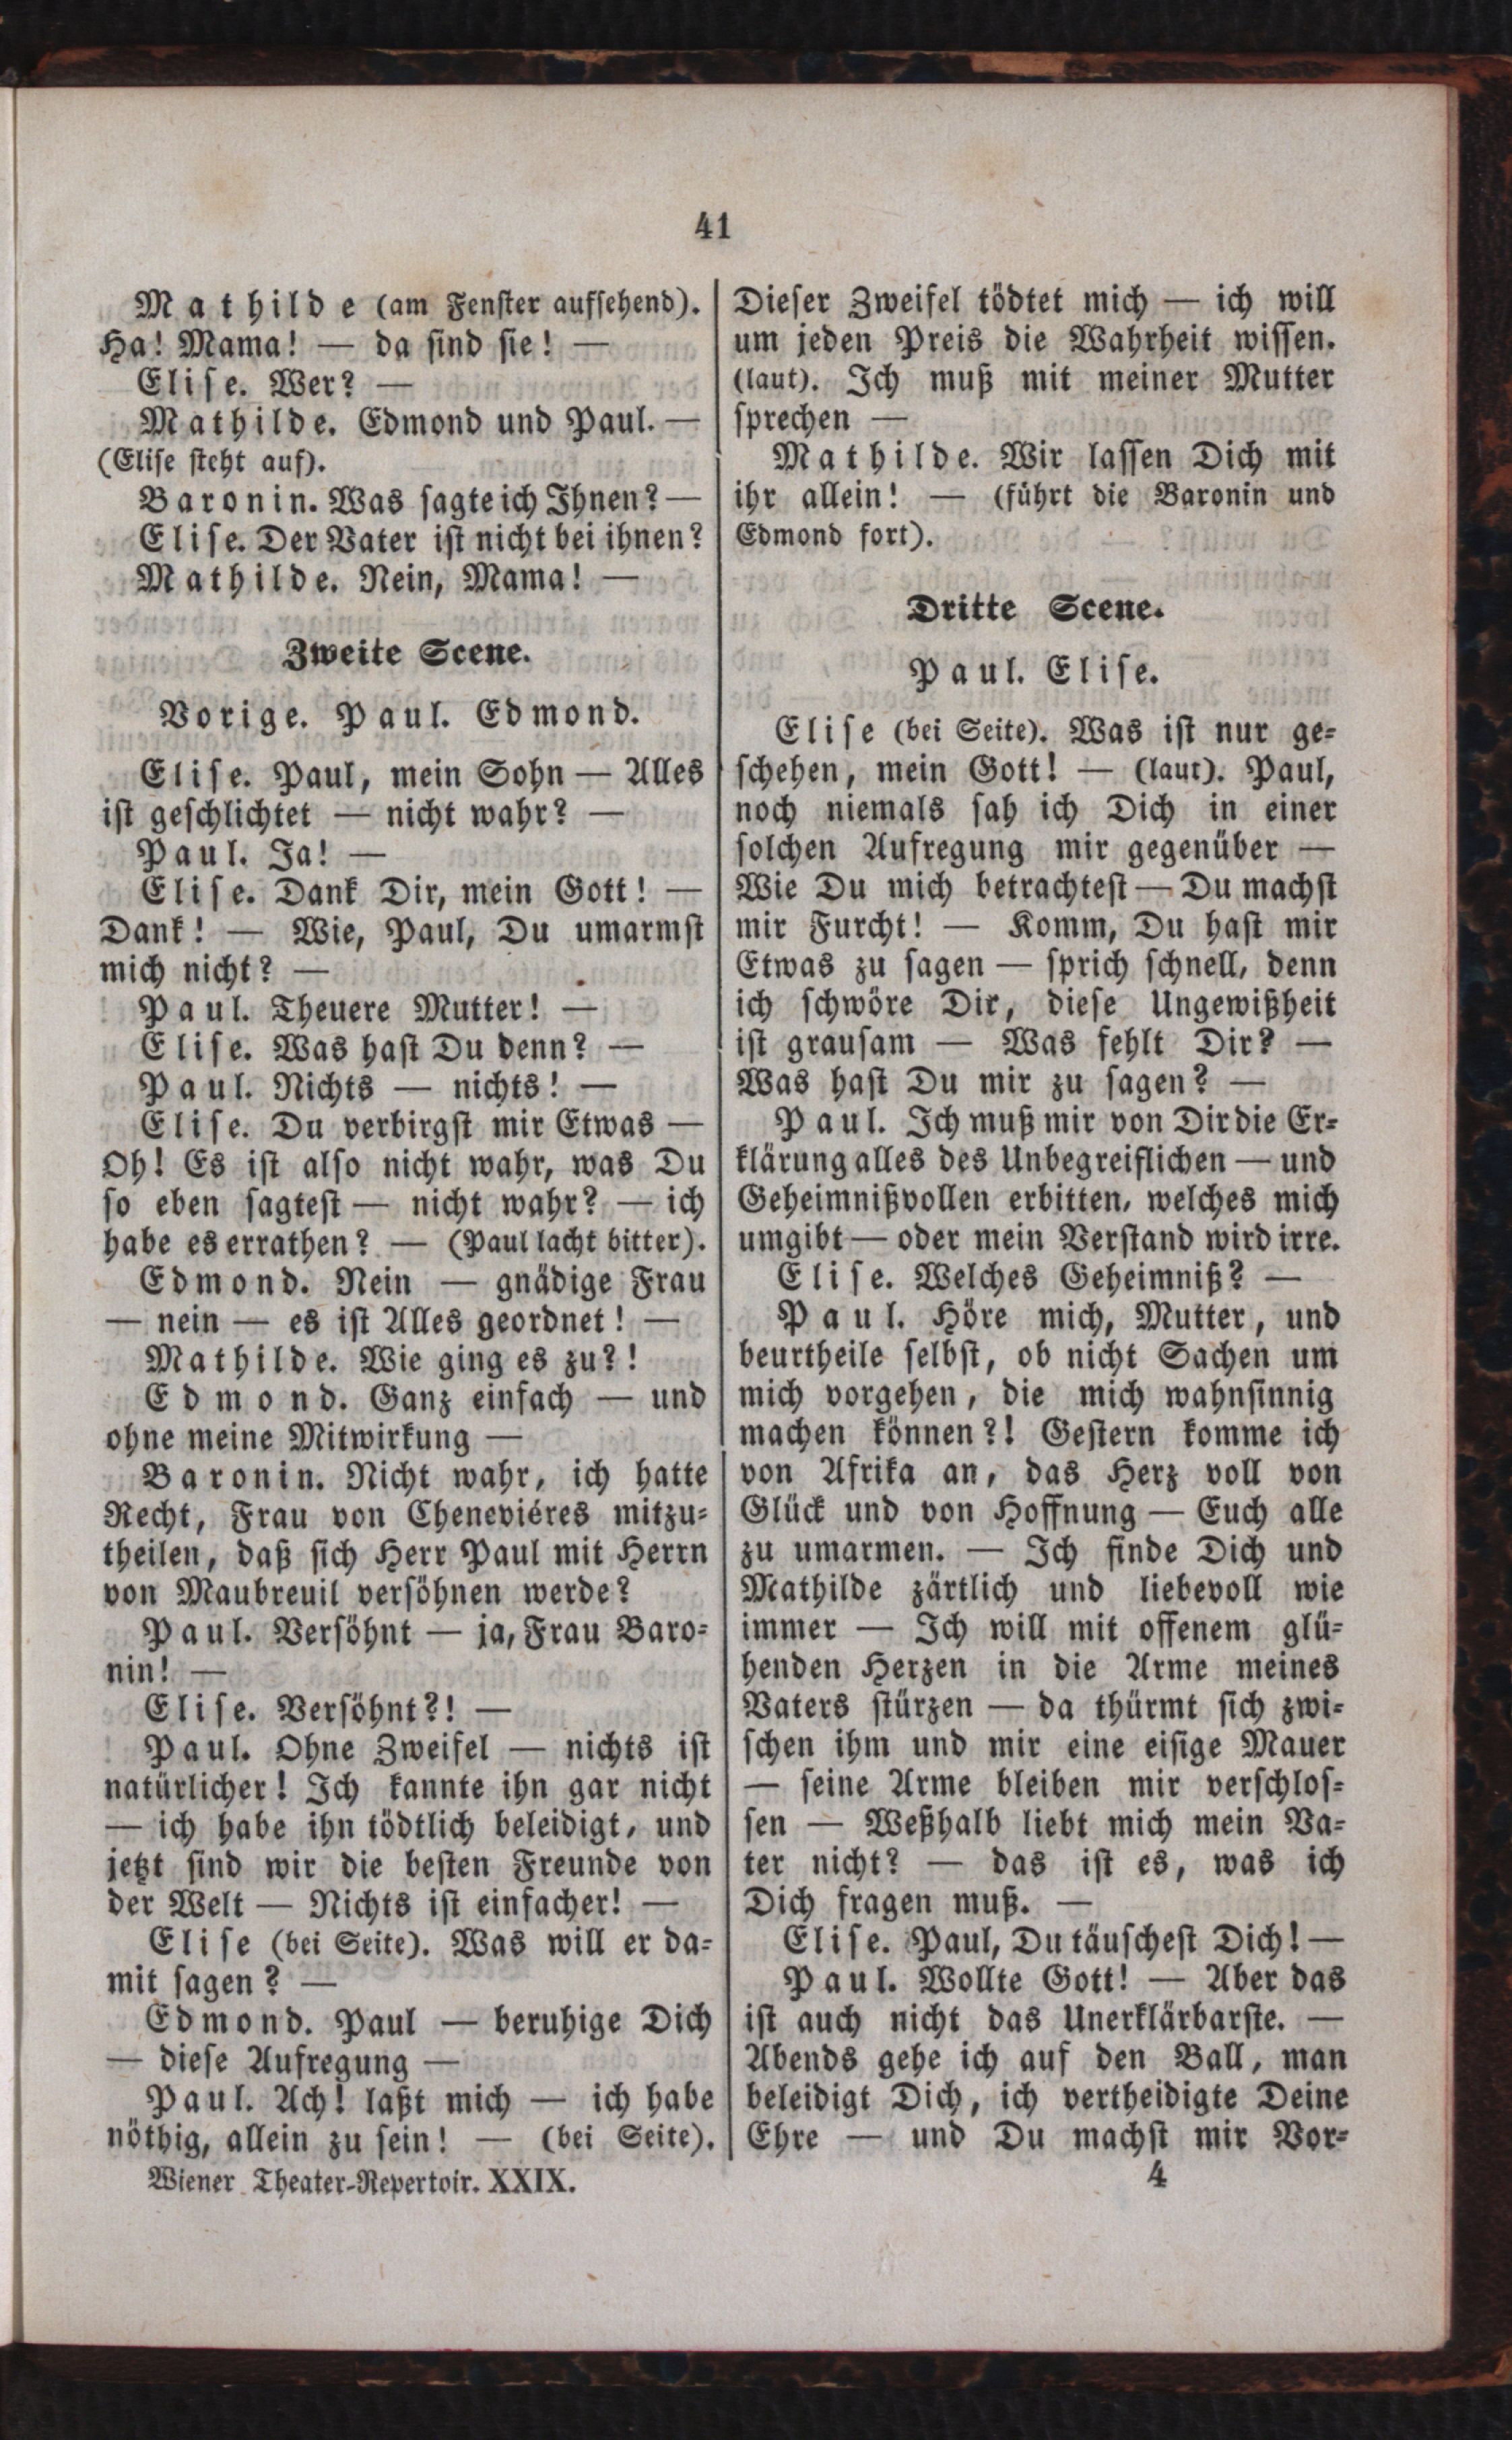 41
Mathilde (am Fenster aufsehend).
Ha! Mama! — da sind sie! —
Elise. Wer? —
Mathilde. Edmond und Paul. —
(Elise steht auf).
Baronin. Was sagte ich Ihnen? —
Elise. Der Vater ist nicht bei ihnen?
Mathilde. Nein, Mama! —
Zweite Scene.
Vorige. Paul. Edmond.
Elise. Paul, mein Sohn — Alles
ist geschlichtet — nicht wahr? —
Paul. Ja! —
Elise. Dank Dir, mein Gott! —
Dank! — Wie, Paul, Du umarmst
mich nicht? —
Paul. Theuere Mutter! —
Elise. Was hast Du denn? —
Paul. Nichts — nichts! —
Elise. Du verbirgst mir Etwas —
Oh! Es ist also nicht wahr, was Du
so eben sagtest — nicht wahr? — ich
habe es errathen? — (Paul lacht bitter).
Edmond. Nein — gnädige Frau
— nein — es ist Alles geordnet! —
Mathilde. Wie ging es zu?!
Edmond. Ganz einfach — und
ohne meine Mitwirkung —
Baronin. Nicht wahr, ich hatte
Recht, Frau von Cheneviéres mitzu-
theilen, daß sich Herr Paul mit Herrn
von Maubreuil versöhnen werde?
Paul. Versöhnt — ja, Frau Baro-
nin! —
Elise. Versöhnt?! —
Paul. Ohne Zweifel — nichts ist
natürlicher! Ich kannte ihn gar nicht
— ich habe ihn tödtlich beleidigt, und
jetzt sind wir die besten Freunde von
der Welt — Nichts ist einfacher! —
Elise (bei Seite). Was will er da-
mit sagen? —
Edmond. Paul — beruhige Dich
— diese Aufregung —
Paul. Ach! laßt mich — ich habe
nöthig, allein zu sein! — (bei Seite).
Wiener Theater-Repertoir. XXIX.
Dieser Zweifel tödtet mich — ich will
um jeden Preis die Wahrheit wissen.
(laut). Ich muß mit meiner Mutter
sprechen —
Mathilde. Wir lassen Dich mit
ihr allein! — (führt die Baronin und
Edmond fort).
Dritte Scene.
Paul. Elise.
Elise (bei Seite). Was ist nur ge-
schehen, mein Gott! — (laut). Paul,
noch niemals sah ich Dich in einer
solchen Aufregung mir gegenüber —
Wie Du mich betrachtest — Du machst
mir Furcht! — Komm, Du hast mir
Etwas zu sagen — sprich schnell, denn
ich schwöre Dir, diese Ungewißheit
ist grausam — Was fehlt Dir? —
Was hast Du mir zu sagen? —
Paul. Ich muß mir von Dir die Er-
klärung alles des Unbegreiflichen — und
Geheimnißvollen erbitten, welches mich
umgibt — oder mein Verstand wird irre.
Elise. Welches Geheimniß? —
Paul. Höre mich, Mutter, und
beurtheile selbst, ob nicht Sachen um
mich vorgehen, die mich wahnsinnig
machen können?! Gestern komme ich
von Afrika an, das Herz voll von
Glück und von Hoffnung — Euch alle
zu umarmen. — Ich finde Dich und
Mathilde zärtlich und liebevoll wie
immer — Ich will mit offenem glü-
henden Herzen in die Arme meines
Vaters stürzen — da thürmt sich zwi-
schen ihm und mir eine eisige Mauer
— seine Arme bleiben mir verschlos-
sen — Weßhalb liebt mich mein Va-
ter nicht? — das ist es, was ich
Dich fragen muß. —
Elise. Paul, Du täuschest Dich! —
Paul. Wollte Gott! — Aber das
ist auch nicht das Unerklärbarste. —
Abends gehe ich auf den Ball, man
beleidigt Dich, ich vertheidigte Deine
Ehre — und Du machst mir Vor-
4